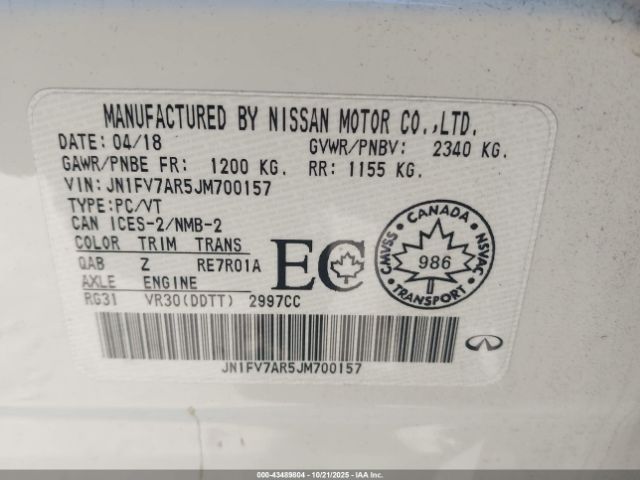 MANUFACTURED BY NISSAN MOTOR CO.,LTD.
DATE: 04/18 GVWR/PNBV: 2340 KG.
GAWR/PNBE FR: 1200 KG. RR: 1155 KG.
VIN: JN1FV7AR5JM700157
TYPE:PC/VT
CAN ICES-2/NMB-2
COLOR TRIM TRANS
QAB Z RE7R01A
AXLE ENGINE
RG31 VR30(DDTT) 2997CC
EC
CANADA
CMVSS 986 NSVAC
TRANSPORT
JN1FV7AR5JM700157
000-43489804 - 10/21/2025 - IAAI.COM